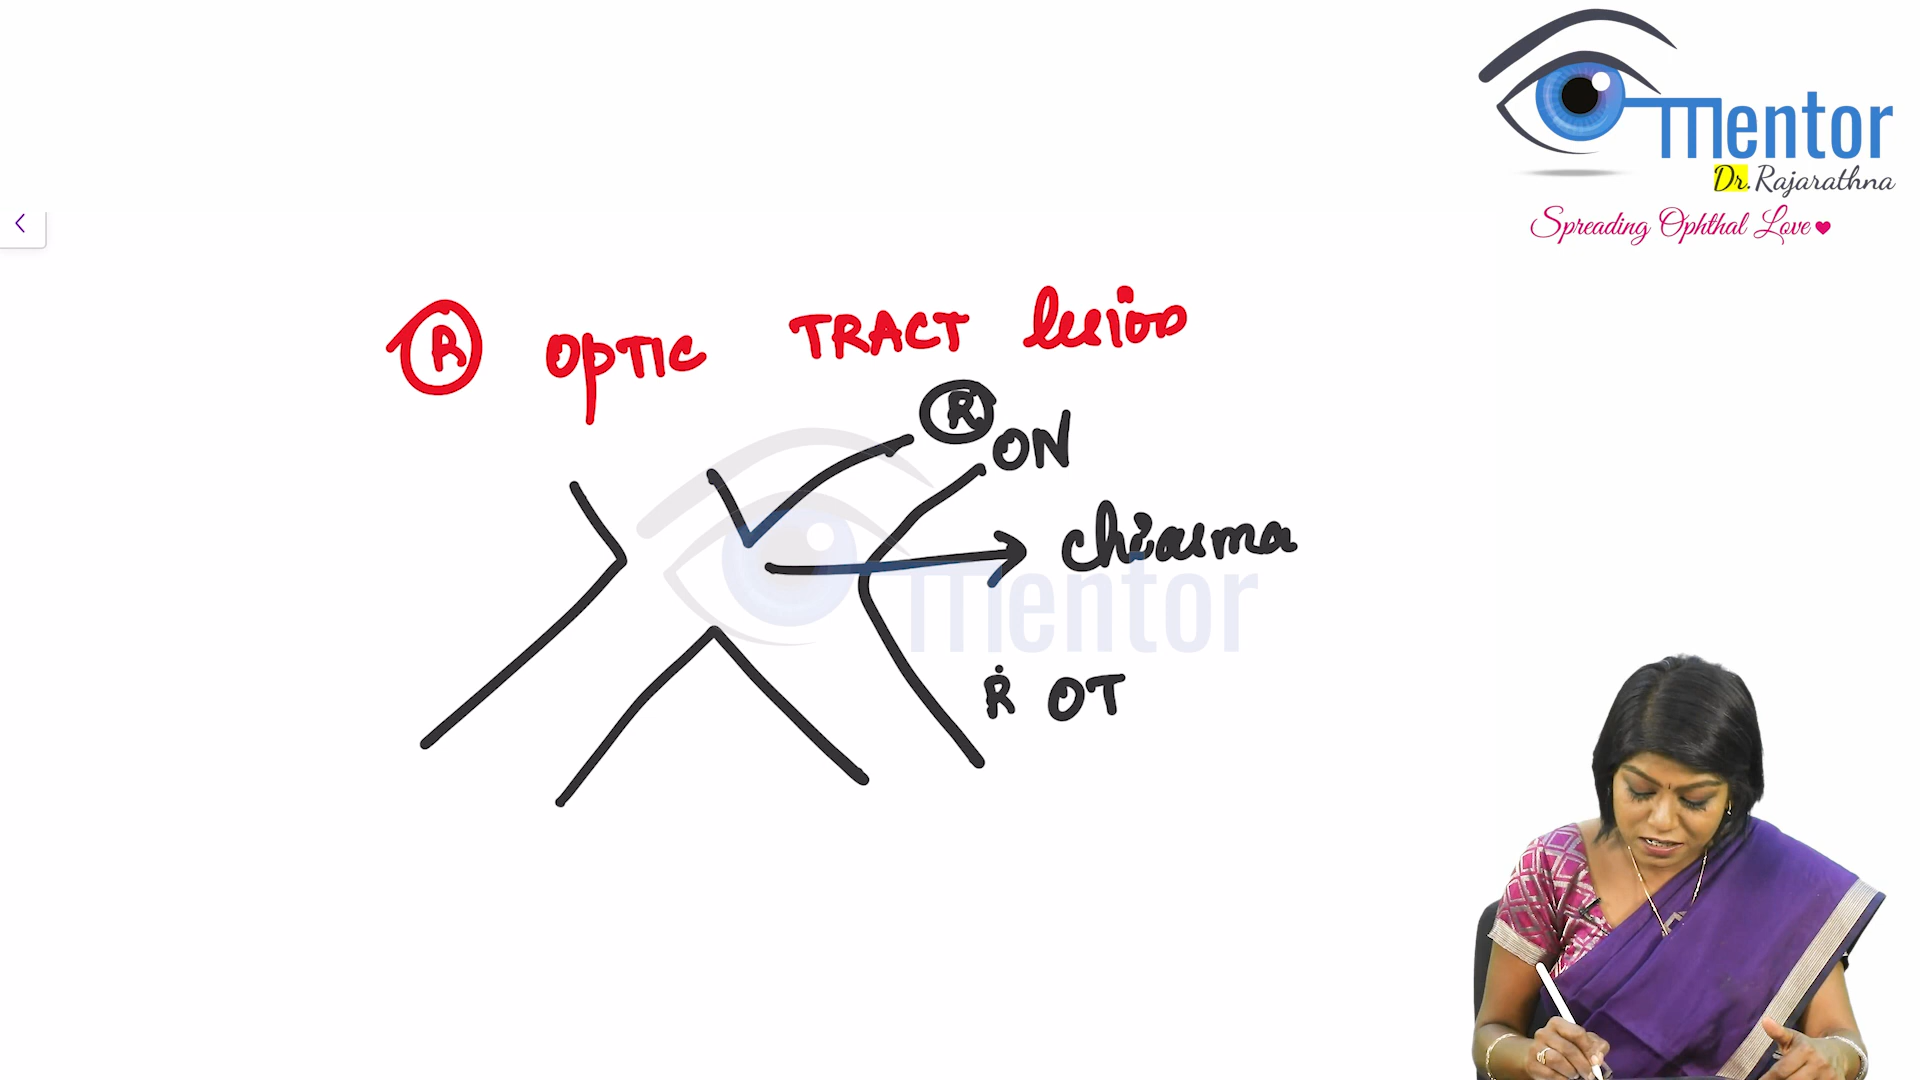 mentor
Dr. Rajarathna
Spreading Ophthal Love
R OPTIC TRACT lesion
R ON
chiasma
mentor
R OT